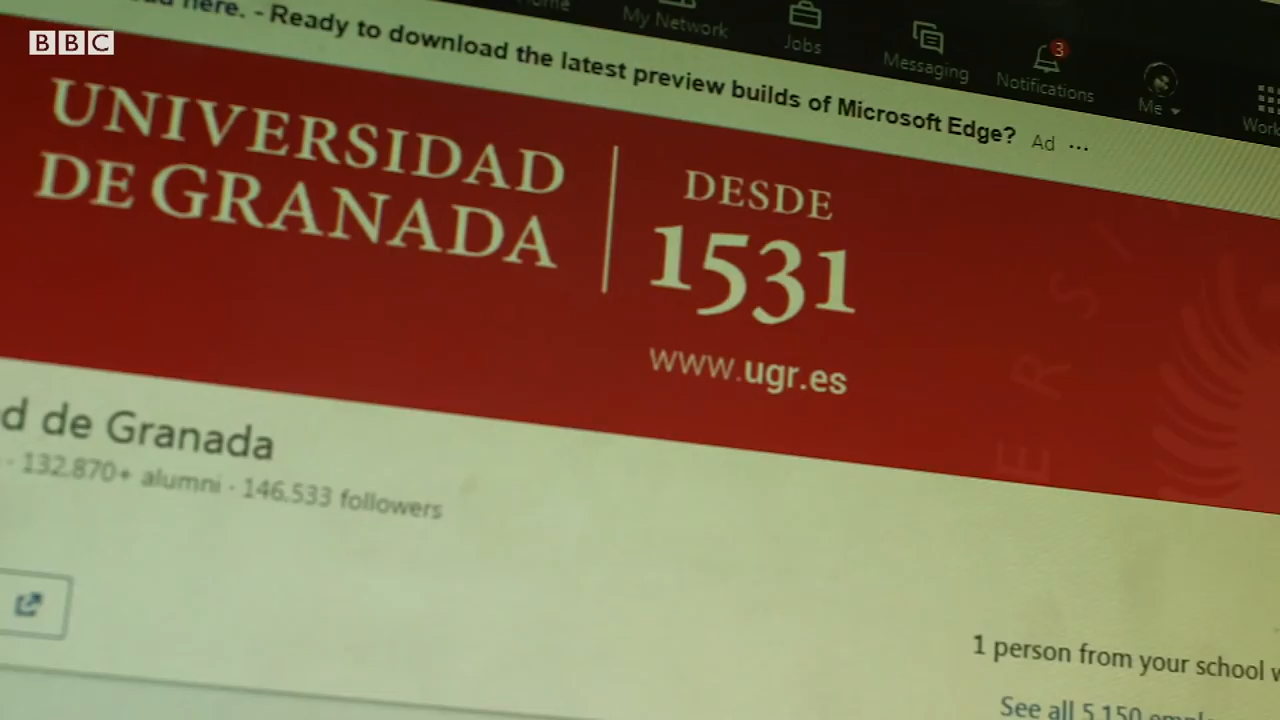 BBC
here. - Ready to download the latest preview builds of Microsoft Edge? Ad ···
My Network
Jobs
Messaging
3
Notifications
Me
UNIVERSIDAD
DE GRANADA
DESDE
1531
www.ugr.es
E R S I
d de Granada
· 132.870+ alumni · 146.533 followers
1 person from your school
See all 5.150